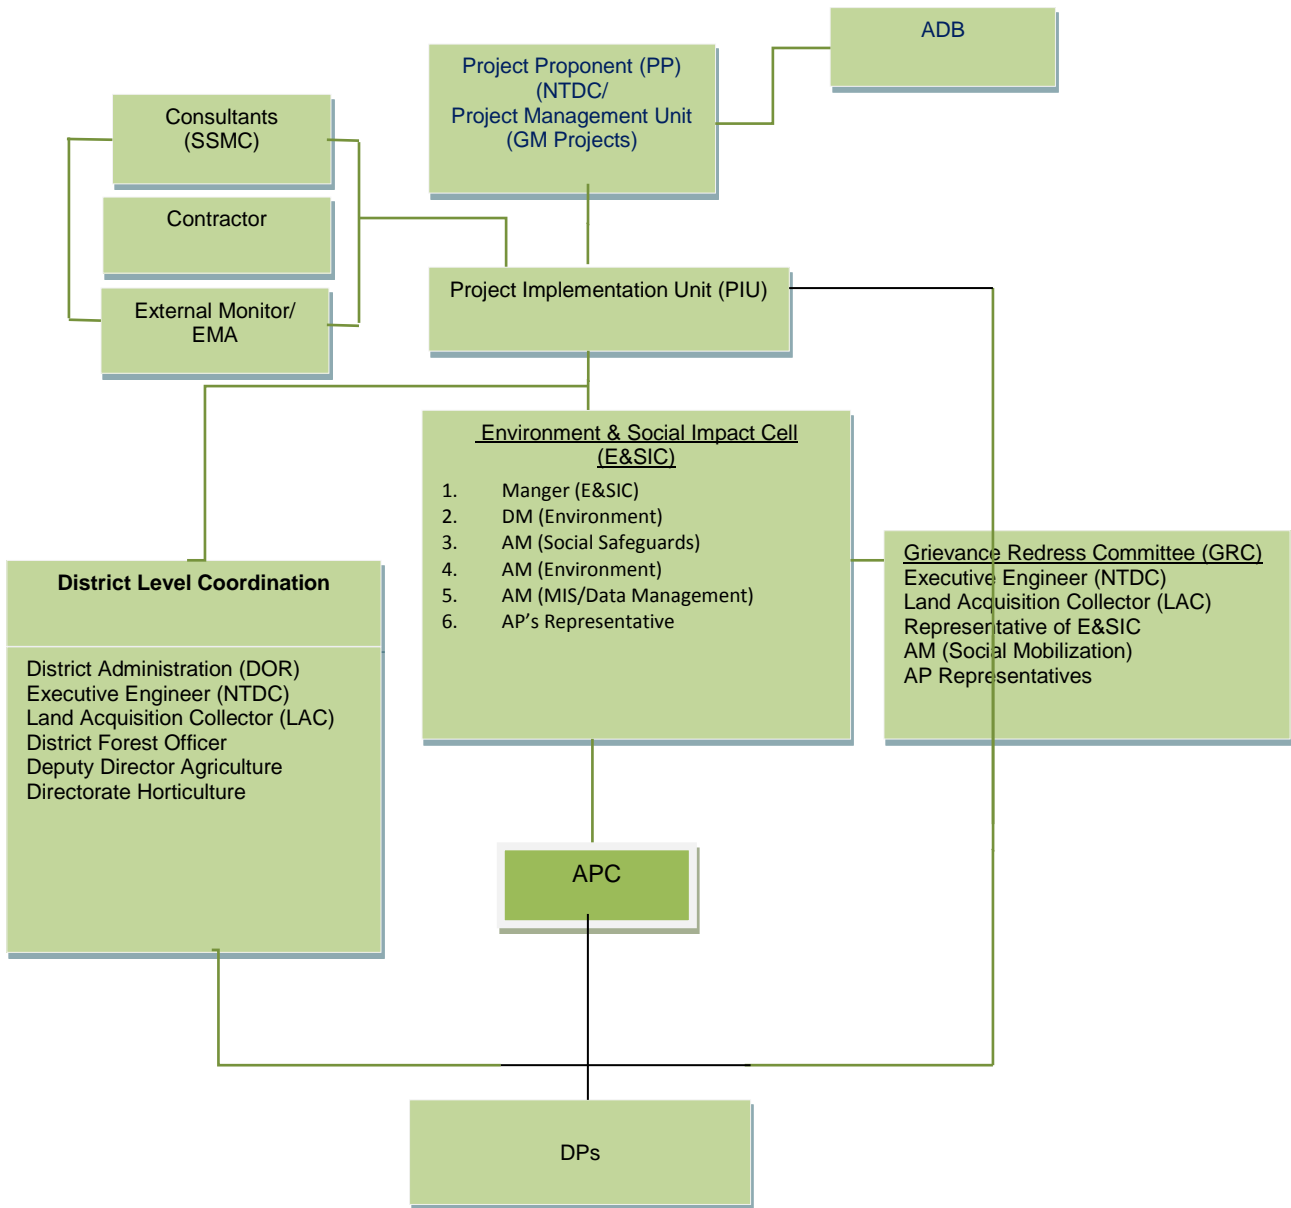 ADB
Project Proponent (PP)
(NTDC/
Project Management Unit
(GM Projects)
Consultants
(SSMC)
Contractor
External Monitor/
EMA
Project Implementation Unit (PIU)
Environment & Social Impact Cell
(E&SIC)
1. Manger (E&SIC)
2. DM (Environment)
3. AM (Social Safeguards)
4. AM (Environment)
5. AM (MIS/Data Management)
6. AP’s Representative
Grievance Redress Committee (GRC)
Executive Engineer (NTDC)
Land Acquisition Collector (LAC)
Representative of E&SIC
AM (Social Mobilization)
AP Representatives
District Level Coordination
District Administration (DOR)
Executive Engineer (NTDC)
Land Acquisition Collector (LAC)
District Forest Officer
Deputy Director Agriculture
Directorate Horticulture
APC
DPs